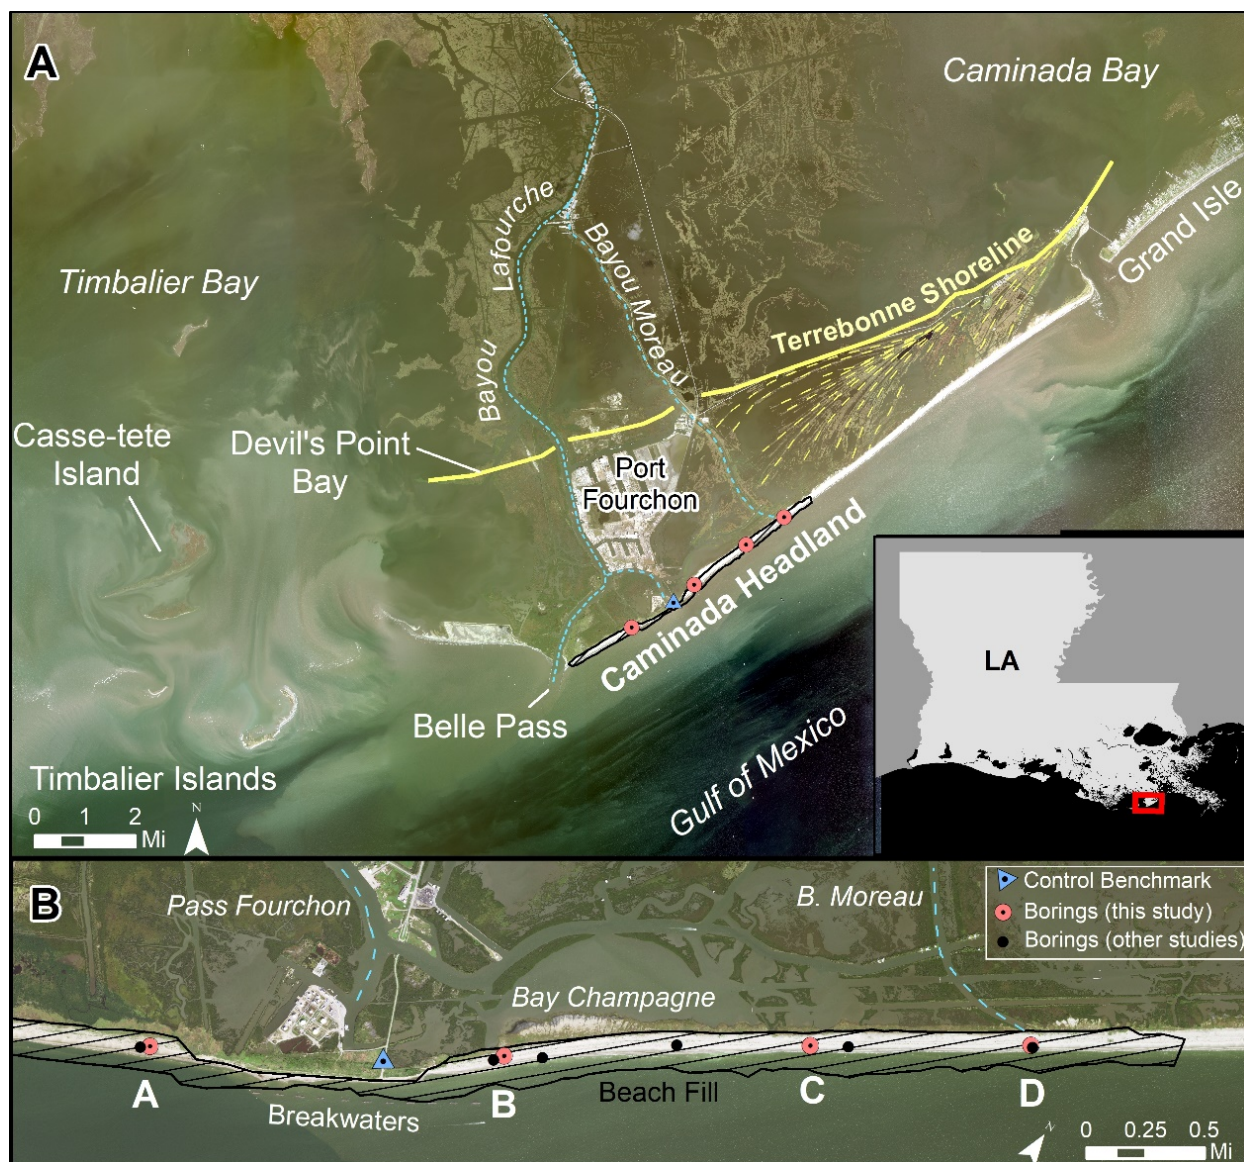 A
Caminada Bay
Timbalier Bay
Bayou Lafourche
Bayou Moreau
Terrebonne Shoreline
Grand Isle
Casse-tete
Island
Devil's Point
Bay
Port
Fourchon
Caminada Headland
Belle Pass
Gulf of Mexico
Timbalier Islands
0 1 2
Mi
N
LA
B
Pass Fourchon
B. Moreau
Control Benchmark
Borings (this study)
Borings (other studies)
Bay Champagne
A
B
C
D
Beach Fill
Breakwaters
0 0.25 0.5
Mi
N